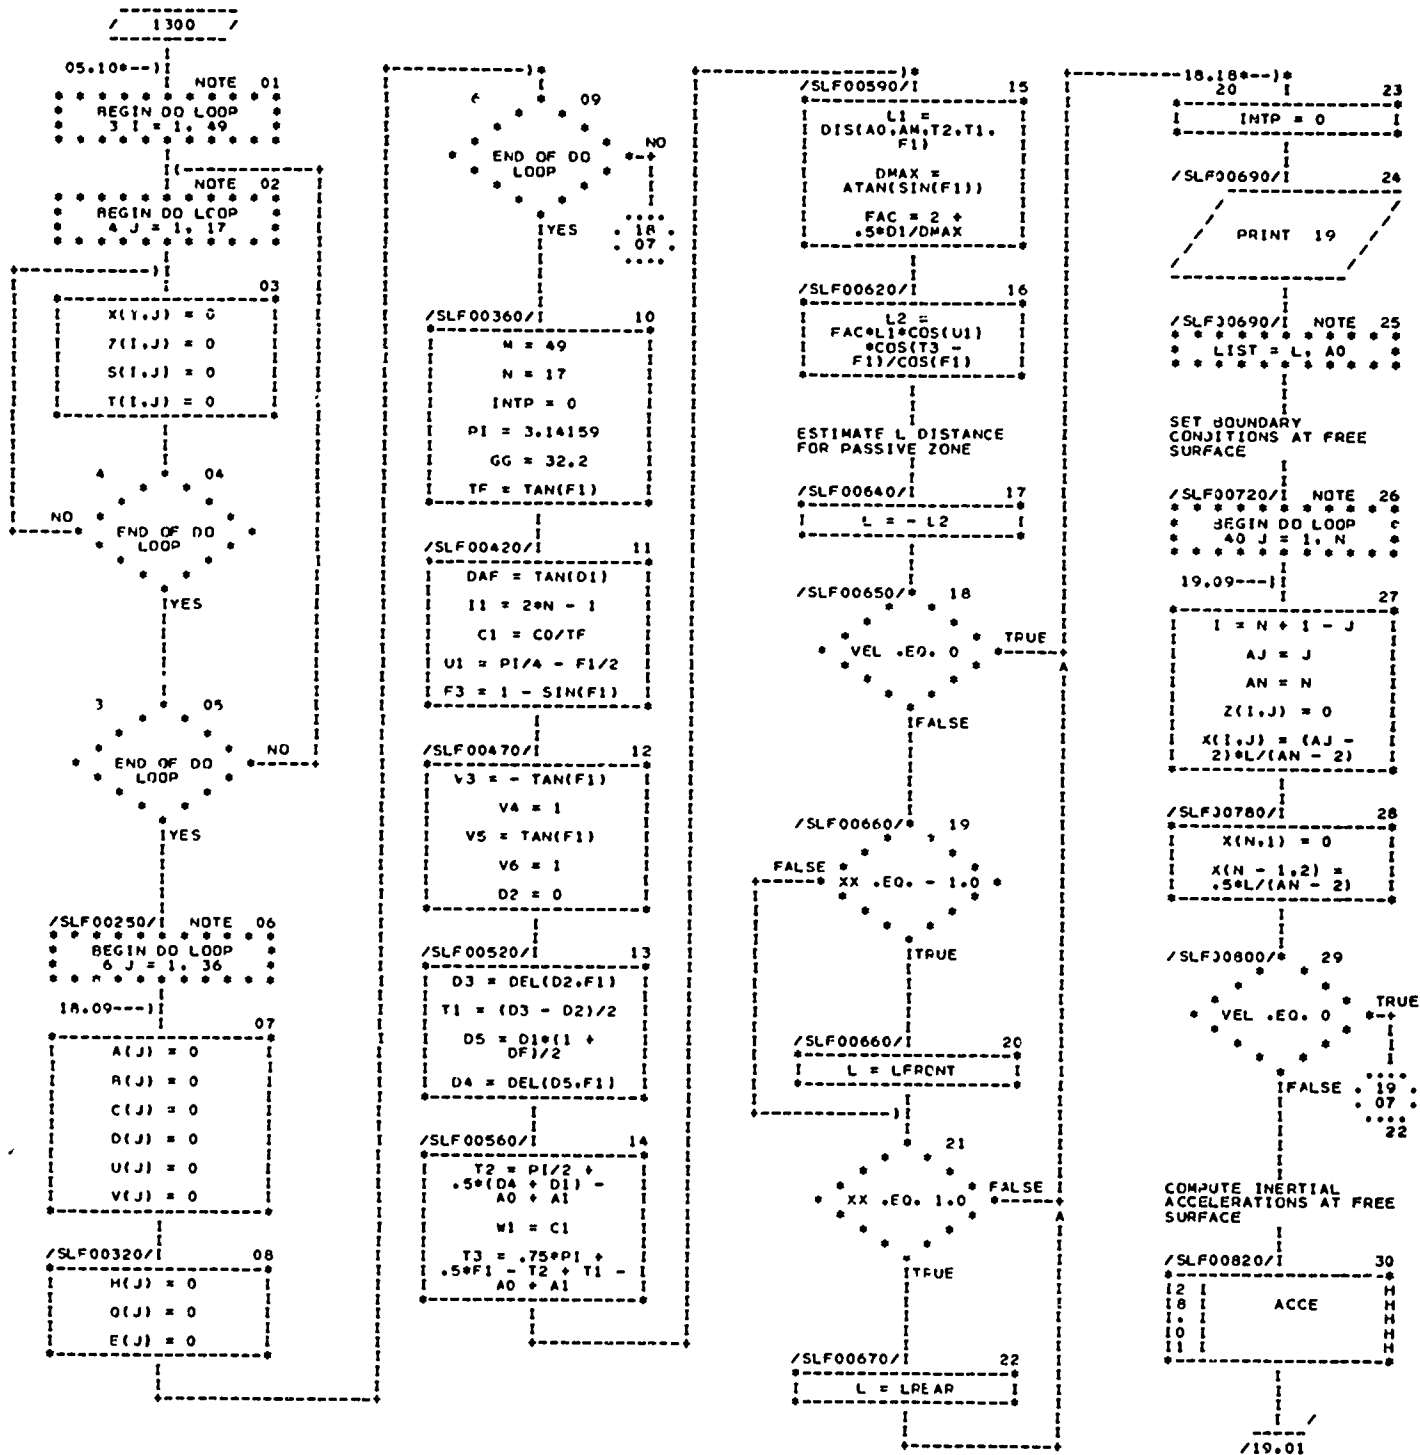 / 1300 /
05.10*--)
NOTE 01
BEGIN DO LOOP
3 I = 1, 49
NOTE 02
BEGIN DO LOOP
4 J = 1, 17
03
X(I,J) = 0
Z(I,J) = 0
S(I,J) = 0
T(I,J) = 0
4 04
NO
END OF DO
LOOP
YES
3 05
END OF DO
LOOP
NO
YES
/SLF00250/ NOTE 06
BEGIN DO LOOP
6 J = 1, 36
18.09---)
07
A(J) = 0
B(J) = 0
C(J) = 0
D(J) = 0
U(J) = 0
V(J) = 0
/SLF00320/ 08
H(J) = 0
Q(J) = 0
E(J) = 0
6 09
END OF DO
LOOP
NO
YES
18
07
/SLF00360/ 10
M = 49
N = 17
INTP = 0
PI = 3.14159
GG = 32.2
TF = TAN(F1)
/SLF00420/ 11
DAF = TAN(D1)
I1 = 2*N - 1
C1 = CO/TF
U1 = PI/4 - F1/2
F3 = 1 - SIN(F1)
/SLF00470/ 12
V3 = - TAN(F1)
V4 = 1
V5 = TAN(F1)
V6 = 1
D2 = 0
/SLF00520/ 13
D3 = DEL(D2,F1)
T1 = (D3 - D2)/2
D5 = D1*(1 +
DF)/2
D4 = DEL(D5,F1)
/SLF00560/ 14
T2 = PI/2 +
.5*(D4 + D1) -
A0 + A1
W1 = C1
T3 = .75*PI +
.5*F1 - T2 + T1 -
A0 + A1
/SLF00590/ 15
L1 =
DIS(A0,AM,T2,T1,
F1)
DMAX =
ATAN(SIN(F1))
FAC = 2 +
.5*D1/DMAX
/SLF00620/ 16
L2 =
FAC*L1*COS(U1)
*COS(T3 -
F1)/COS(F1)
ESTIMATE L DISTANCE
FOR PASSIVE ZONE
/SLF00640/ 17
L = - L2
/SLF00650/ 18
VEL .EQ. 0
TRUE
FALSE
/SLF00660/ 19
FALSE
XX .EQ. - 1.0
TRUE
/SLF00660/ 20
L = LFRONT
21
XX .EQ. 1.0
FALSE
TRUE
/SLF00670/ 22
L = LREAR
18.18*--)
20 23
INTP = 0
/SLF00690/ 24
PRINT 19
/SLF00690/ NOTE 25
LIST = L, A0
SET BOUNDARY
CONDITIONS AT FREE
SURFACE
/SLF00720/ NOTE 26
BEGIN DO LOOP
40 J = 1, N
19.09---)
27
I = N + 1 - J
AJ = J
AN = N
Z(I,J) = 0
X(I,J) = (AJ -
2)*L/(AN - 2)
/SLF00780/ 28
X(N,1) = 0
X(N - 1,2) =
.5*L/(AN - 2)
/SLF00800/ 29
VEL .EQ. 0
TRUE
FALSE
19
07
22
COMPUTE INERTIAL
ACCELERATIONS AT FREE
SURFACE
/SLF00820/ 30
28.01
ACCE
/19.01